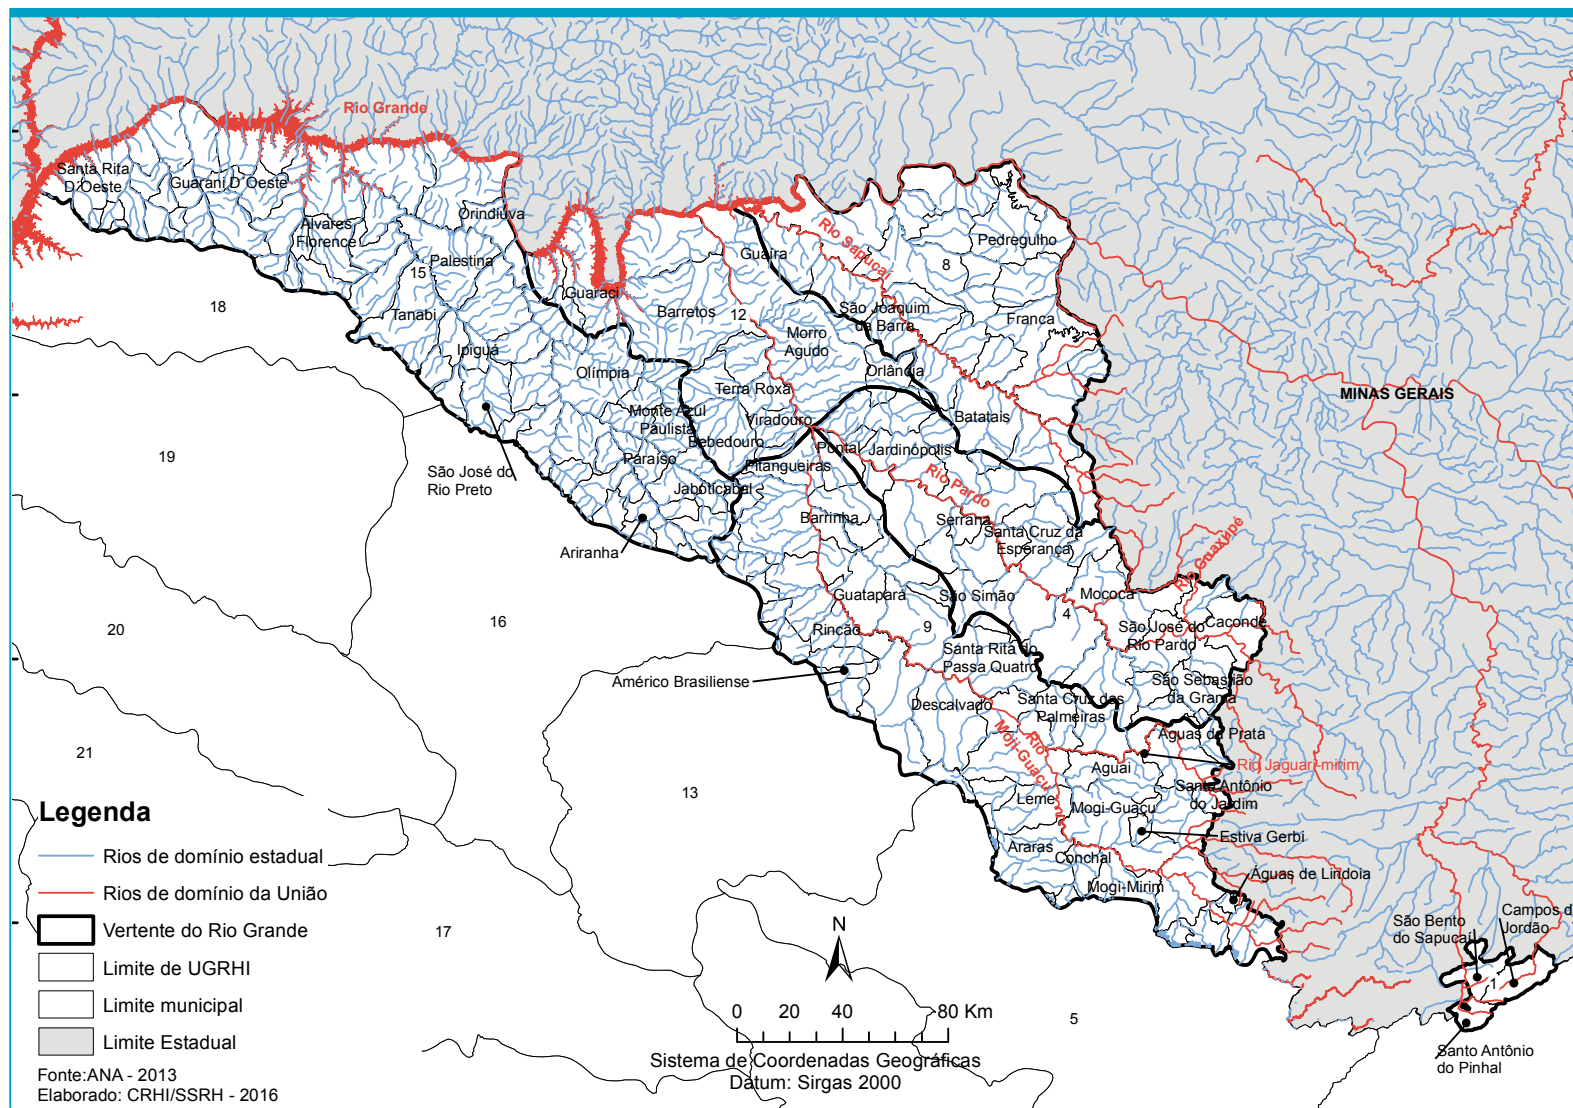 Rio Grande
Santa Rita
D'Oeste
Guarani D'Oeste
Álvares
Florence
Orindiuva
Palestina
15
Tanabi
18
Guaraci
Barretos
12
Guaíra
Rio Sapucaí
Pedregulho
8
São Joaquim
da Barra
Franca
Morro
Agudo
Ipiguá
Olímpia
Orlândia
MINAS GERAIS
Terra Roxa
Monte Azul
Paulista
Viradouro
Batatais
Bebedouro
Pontal
Jardinópolis
19
São José do
Rio Preto
Paraíso
Pitangueiras
Jaboticabal
Rio Pardo
Barrinha
Serrana
Santa Cruz da
Esperança
Ariranha
Rio Guaxupé
Guatapará
São Simão
Mococa
20
16
Rincão
9
4
São José do
Rio Pardo
Caconde
Santa Rita do
Passa Quatro
Américo Brasiliense
São Sebastião
da Grama
Descalvado
Santa Cruz das
Palmeiras
Rio
Moji-Guaçu
Águas da Prata
21
Aguaí
Rio Jaguari-mirim
13
Leme
Mogi-Guaçu
Santo Antônio
do Jardim
Estiva Gerbi
Araras
Conchal
Mogi-Mirim
Águas de Lindoia
17
São Bento
do Sapucaí
Campos d
Jordão
1
5
Santo Antônio
do Pinhal
Legenda
Rios de domínio estadual
Rios de domínio da União
Vertente do Rio Grande
Limite de UGRHI
Limite municipal
Limite Estadual
Fonte:ANA - 2013
Elaborado: CRHI/SSRH - 2016
N
0 20 40 80 Km
Sistema de Coordenadas Geográficas
Datum: Sirgas 2000